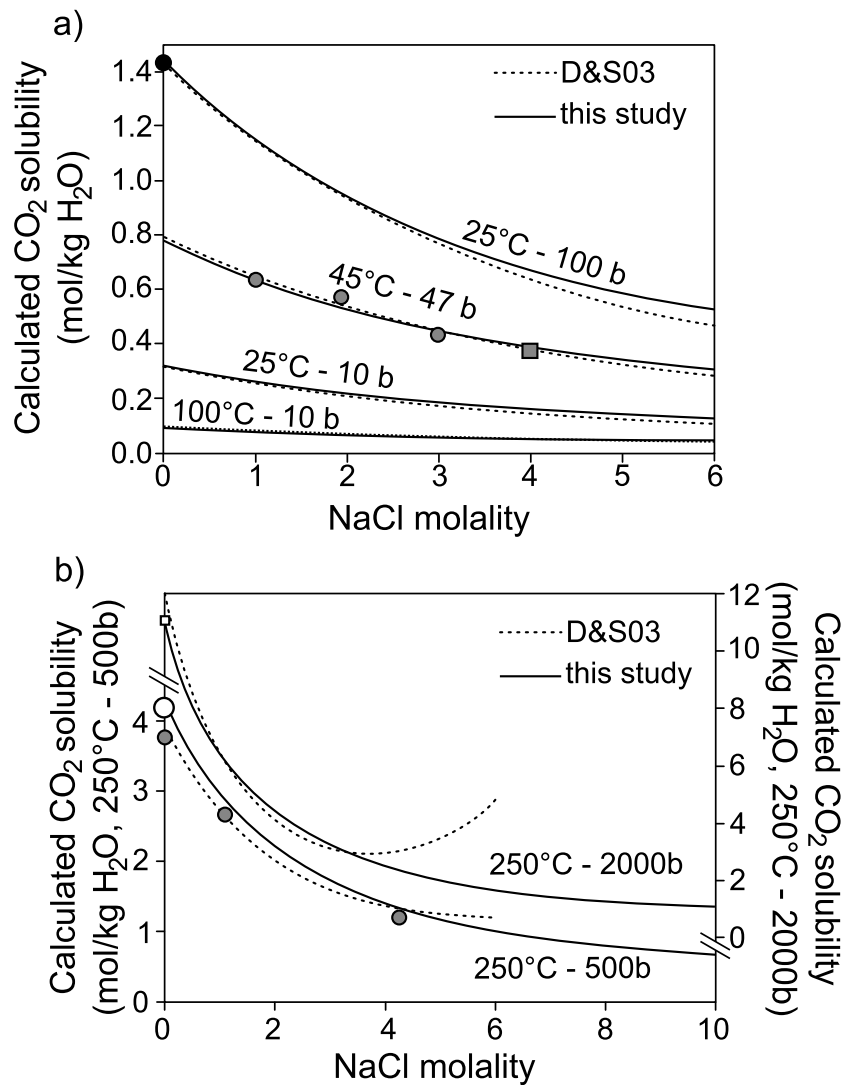 a)
Calculated CO₂ solubility
(mol/kg H₂O)
1.4
1.2
1.0
0.8
0.6
0.4
0.2
0.0
D&S03
this study
25°C - 100 b
45°C - 47 b
25°C - 10 b
100°C - 10 b
0 1 2 3 4 5 6
NaCl molality
b)
Calculated CO₂ solubility
(mol/kg H₂O, 250°C - 500b)
4
3
2
1
0
D&S03
this study
250°C - 2000b
250°C - 500b
12
10
8
6
4
2
0
Calculated CO₂ solubility
(mol/kg H₂O, 250°C - 2000b)
0 2 4 6 8 10
NaCl molality